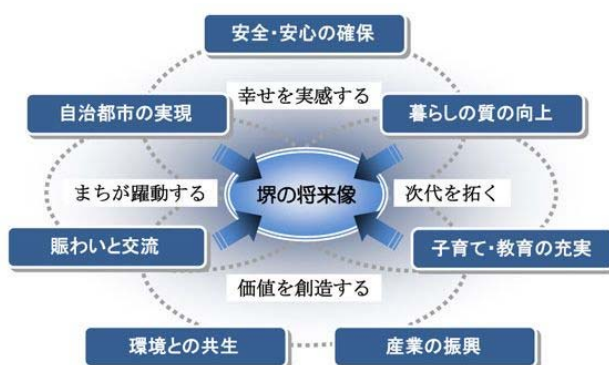 安全・安心の確保
幸せを実感する
自治都市の実現
暮らしの質の向上
まちが躍動する
堺の将来像
次代を拓く
賑わいと交流
子育て・教育の充実
価値を創造する
環境との共生
産業の振興